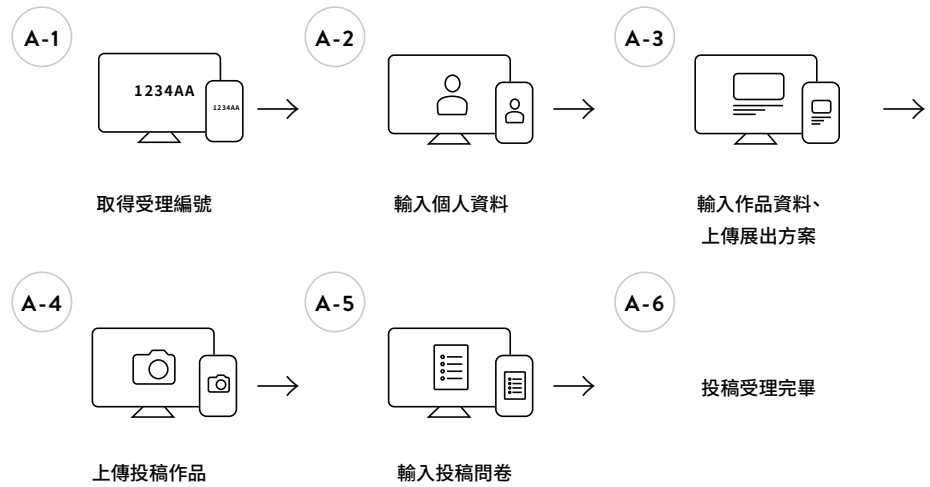 A-1
1234AA
1234AA
取得受理編號
A-2
輸入個人資料
A-3
輸入作品資料、
上傳展出方案
A-4
上傳投稿作品
A-5
輸入投稿問卷
A-6
投稿受理完畢